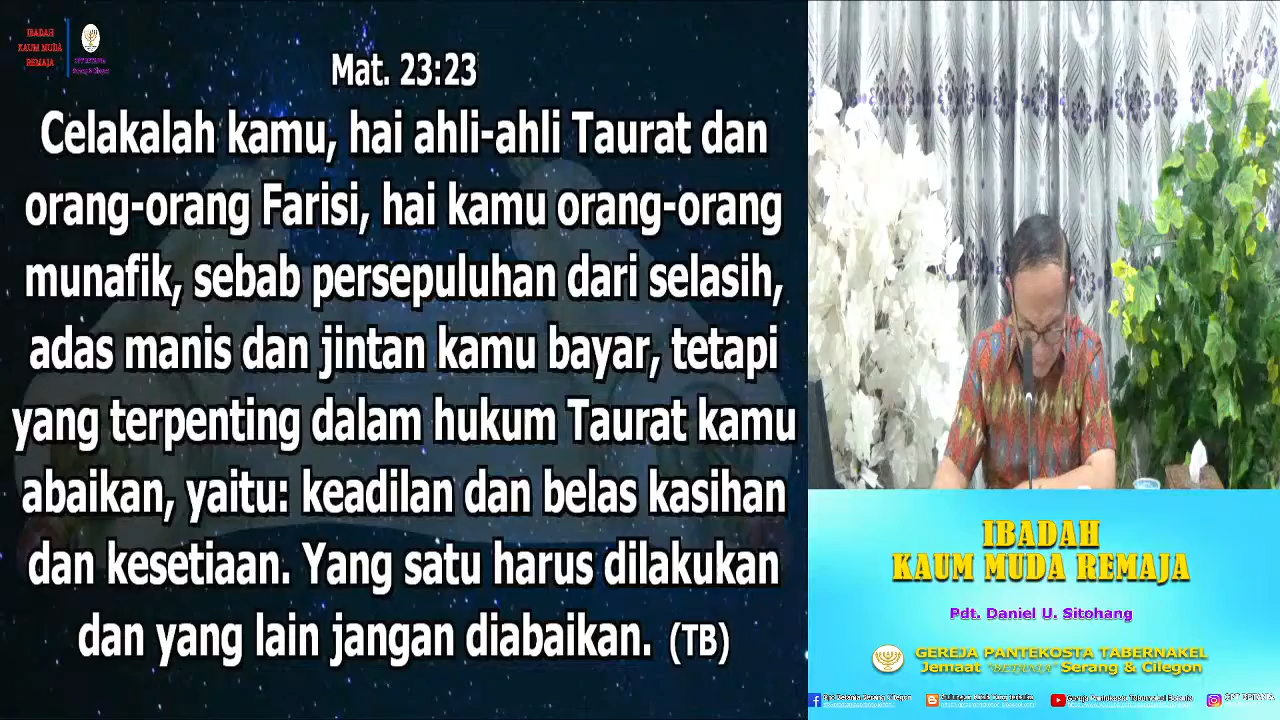 IBADAH
KAUM MUDA
REMAJA
Serang & Cilegon
Mat. 23:23
Celakalah kamu, hai ahli-ahli Taurat dan
orang-orang Farisi, hai kamu orang-orang
munafik, sebab persepuluhan dari selasih,
adas manis dan jintan kamu bayar, tetapi
yang terpenting dalam hukum Taurat kamu
abaikan, yaitu: keadilan dan belas kasihan
dan kesetiaan. Yang satu harus dilakukan
dan yang lain jangan diabaikan. (TB)
IBADAH
KAUM MUDA REMAJA
Pdt. Daniel U. Sitohang
GEREJA PANTEKOSTA TABERNAKEL
Jemaat "BETANIA" Serang & Cilegon